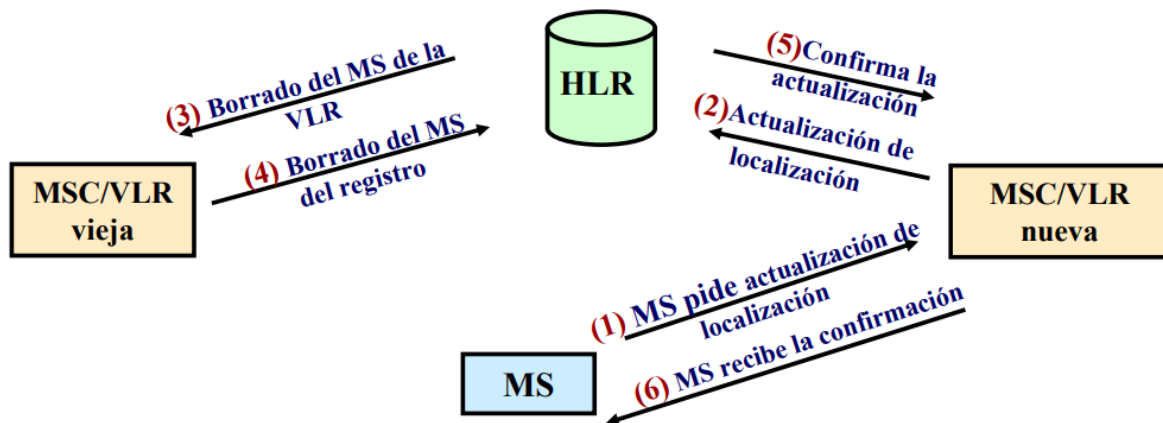 (3) Borrado del MS de la
VLR
(4) Borrado del MS
del registro
HLR
(5)Confirma la
actualización
(2)Actualización de
localización
MSC/VLR
vieja
MSC/VLR
nueva
(1) MS pide actualización de
localización
(6) MS recibe la confirmación
MS